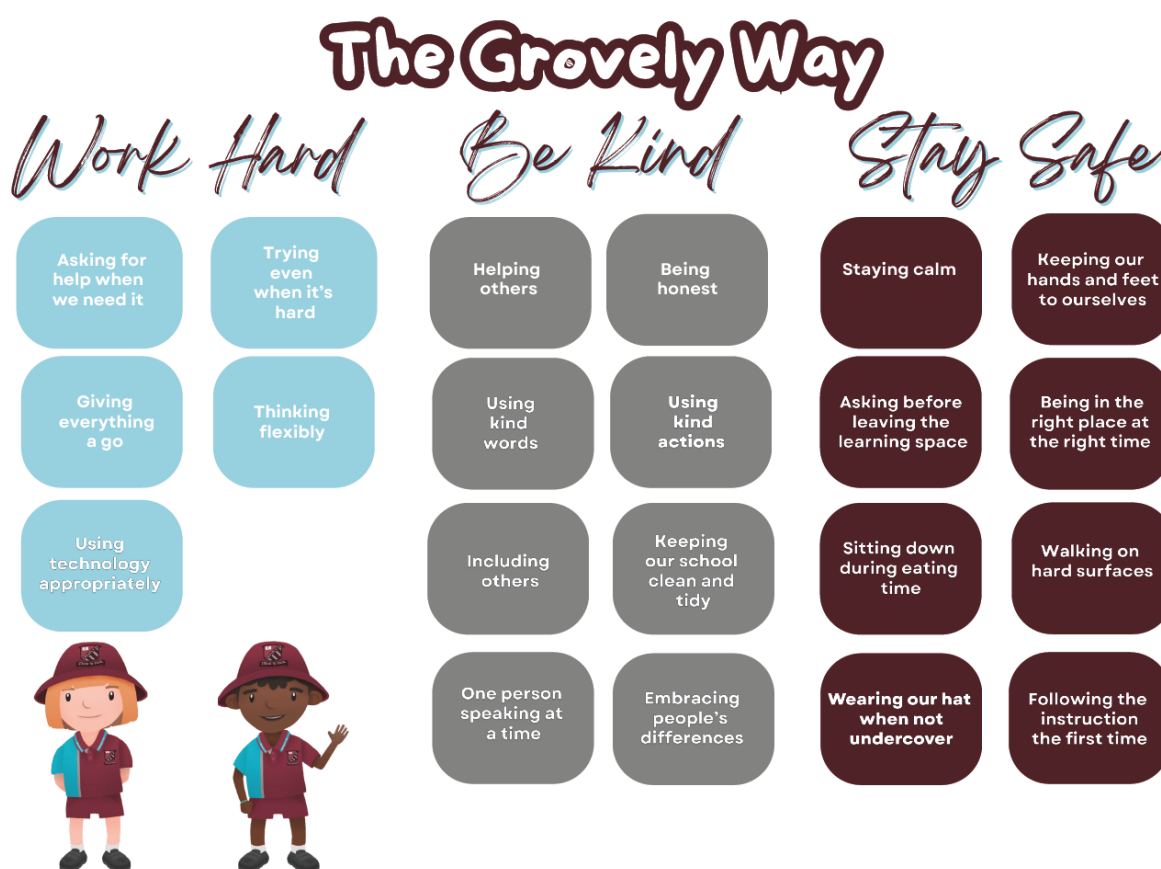 The Grovely Way
Work Hard
Asking for
help when
we need it
Trying
even
when it's
hard
Giving
everything
a go
Thinking
flexibly
Using
technology
appropriately
Be Kind
Helping
others
Being
honest
Using
kind
words
Using
kind
actions
Including
others
Keeping
our school
clean and
tidy
One person
speaking at
a time
Embracing
people's
differences
Stay Safe
Staying calm
Keeping our
hands and feet
to ourselves
Asking before
leaving the
learning space
Being in the
right place at
the right time
Sitting down
during eating
time
Walking on
hard surfaces
Wearing our hat
when not
undercover
Following the
instruction
the first time